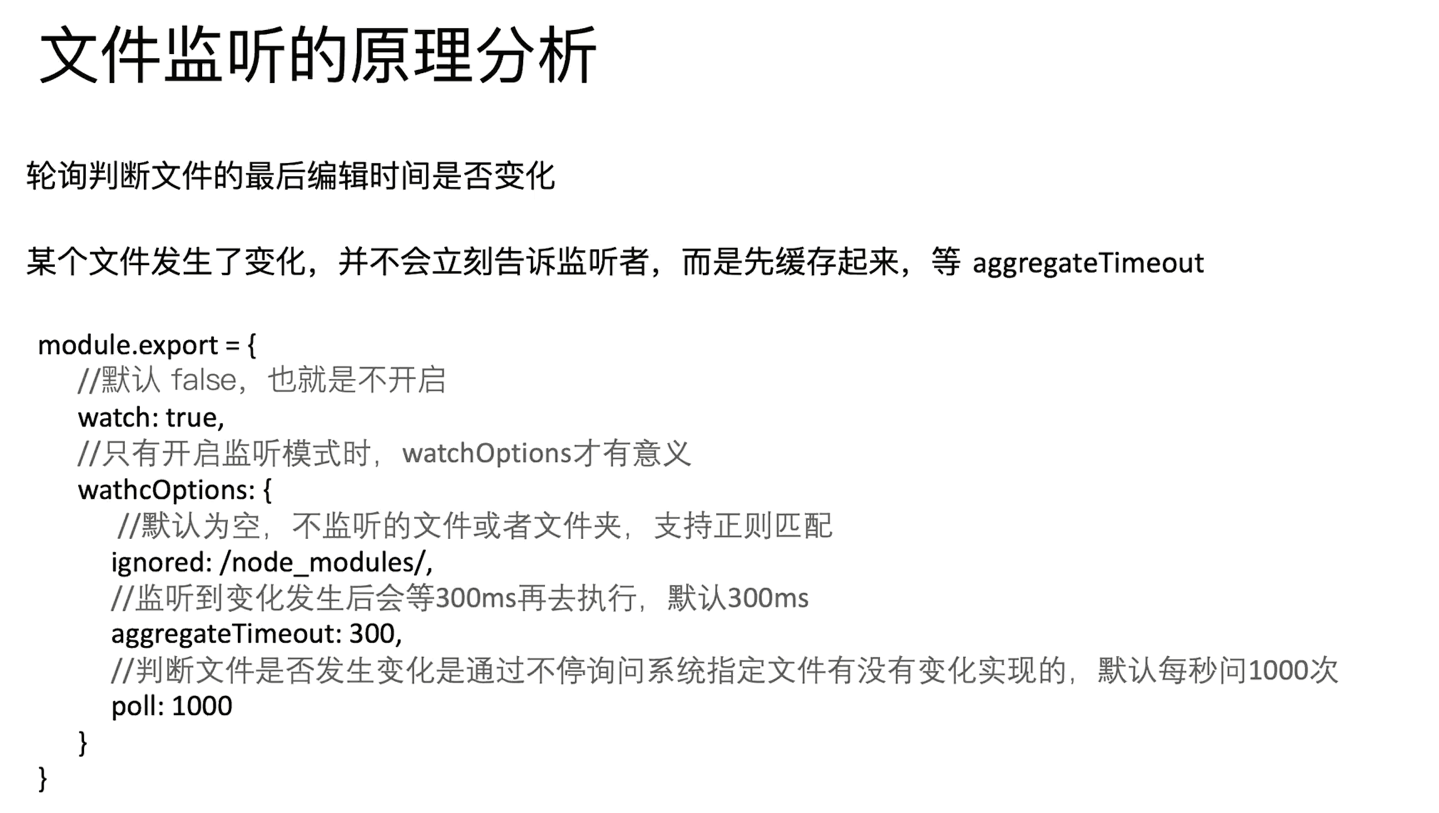 文件监听的原理分析
轮询判断文件的最后编辑时间是否变化
某个文件发生了变化，并不会立刻告诉监听者，而是先缓存起来，等 aggregateTimeout
module.export = {
//默认 false，也就是不开启
watch: true,
//只有开启监听模式时，watchOptions才有意义
wathcOptions: {
//默认为空，不监听的文件或者文件夹，支持正则匹配
ignored: /node_modules/,
//监听到变化发生后会等300ms再去执行，默认300ms
aggregateTimeout: 300,
//判断文件是否发生变化是通过不停询问系统指定文件有没有变化实现的，默认每秒问1000次
poll: 1000
}
}